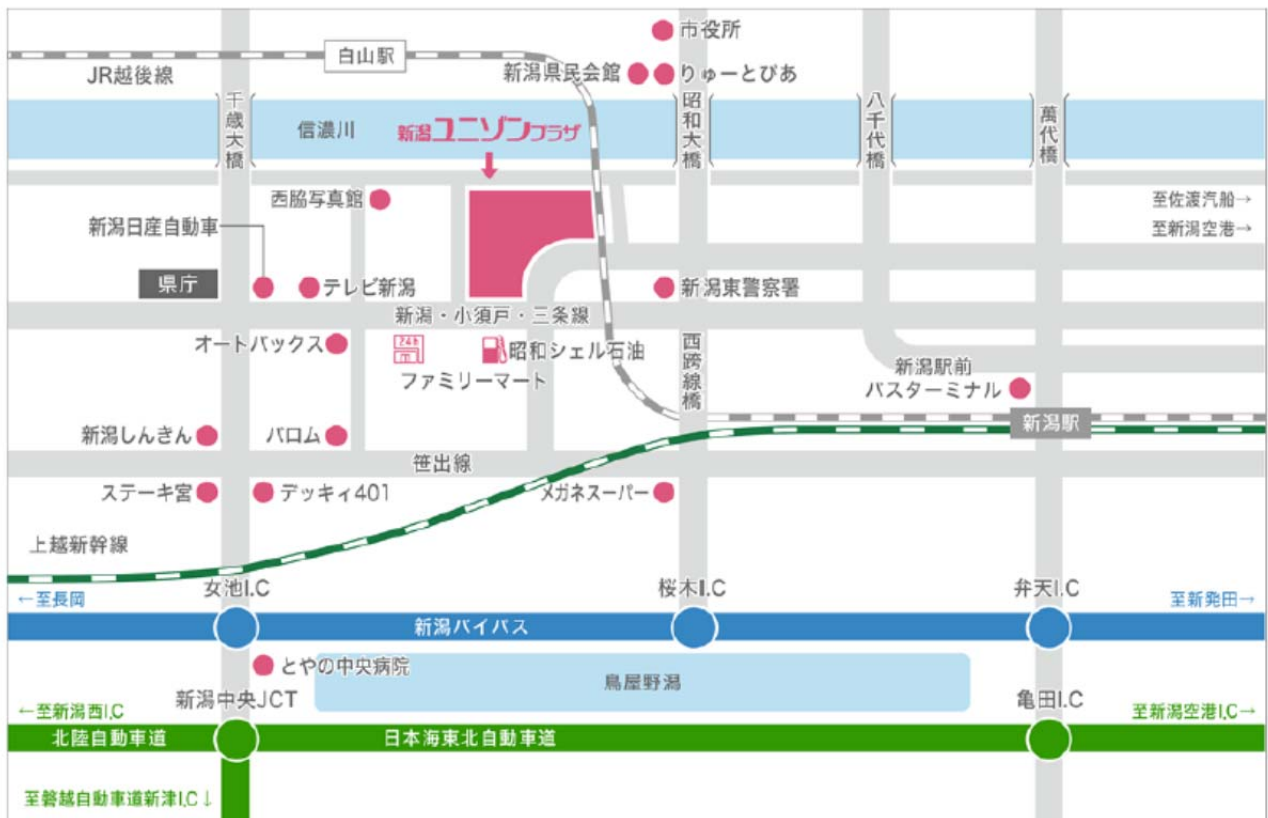 市役所
白山駅
JR越後線
新潟県民会館
りゅーとぴあ
千歳大橋
信濃川
新潟ユニゾンプラザ
昭和大橋
八千代橋
萬代橋
西脇写真館
至佐渡汽船→
新潟日産自動車
至新潟空港→
県庁
テレビ新潟
新潟東警察署
新潟・小須戸・三条線
オートバックス
24h
昭和シェル石油
西跨線橋
ファミリーマート
新潟駅前
バスターミナル
新潟しんきん
バロム
新潟駅
笹出線
ステーキ宮
デッキィ401
メガネスーパー
上越新幹線
女池I.C
桜木I.C
弁天I.C
←至長岡
至新発田→
新潟バイパス
とやの中央病院
鳥屋野潟
新潟中央JCT
亀田I.C
←至新潟西I.C
至新潟空港I.C→
北陸自動車道
日本海東北自動車道
至磐越自動車道新津I.C↓